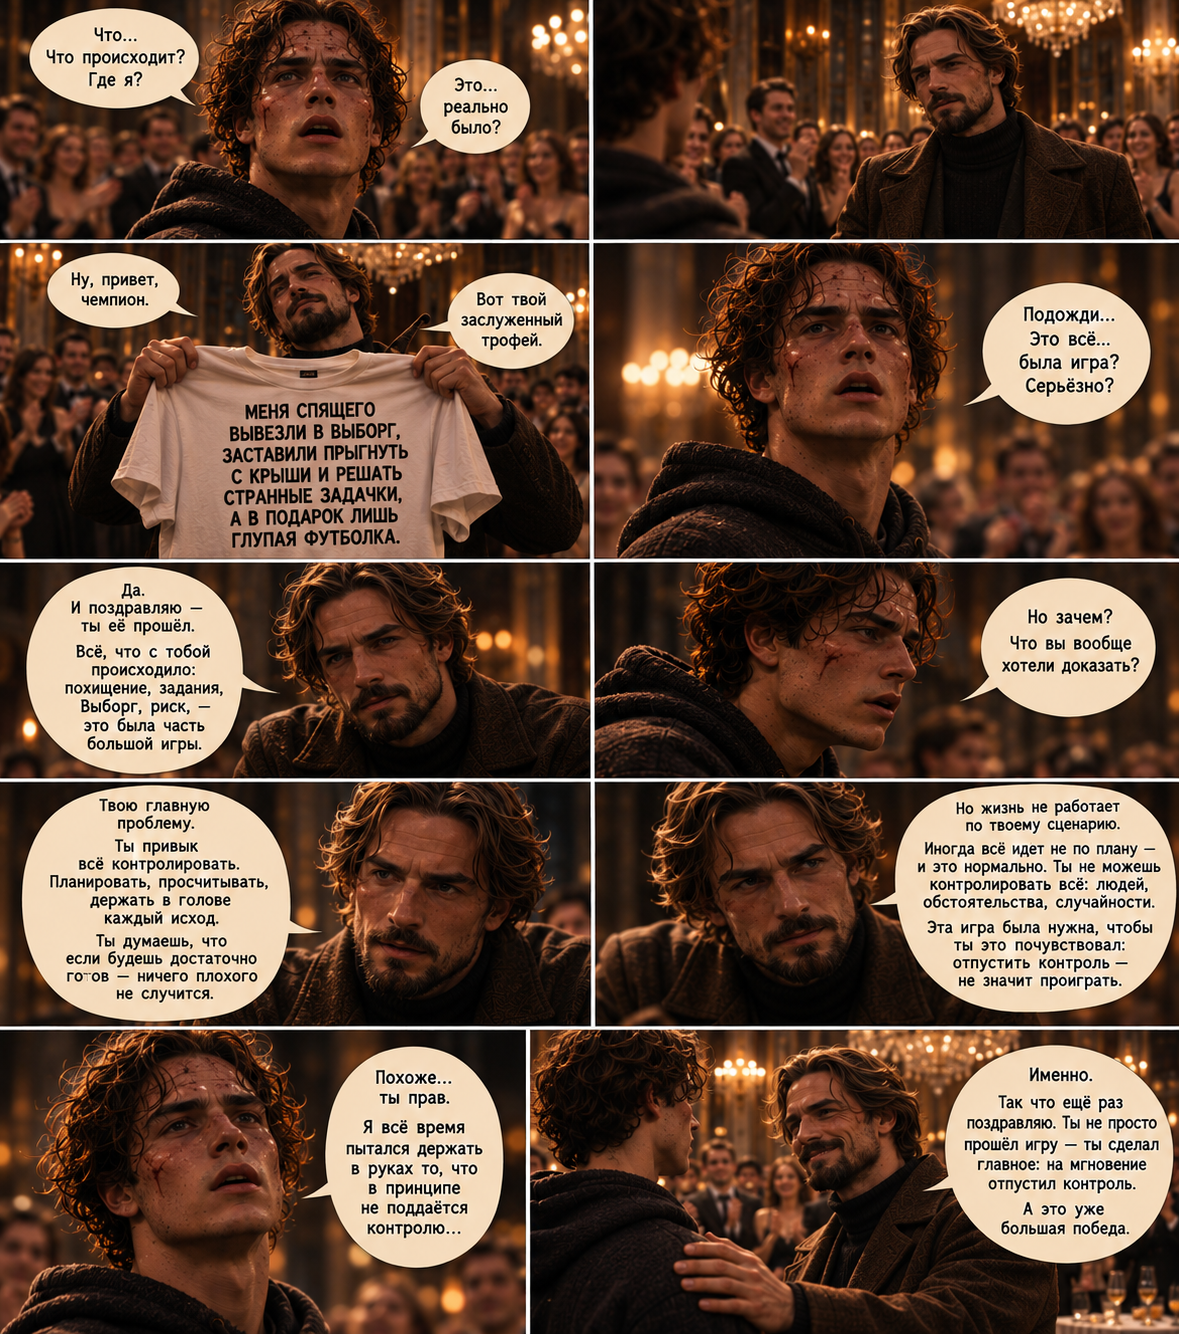 Что...
Что происходит?
Где я?
Это...
реально
было?
Ну, привет,
чемпион.
Вот твой
заслуженный
трофей.
МЕНЯ СПЯЩЕГО
ВЫВЕЗЛИ В ВЫБОРГ,
ЗАСТАВИЛИ ПРЫГНУТЬ
С КРЫШИ И РЕШАТЬ
СТРАННЫЕ ЗАДАЧКИ,
А В ПОДАРОК ЛИШЬ
ГЛУПАЯ ФУТБОЛКА.
Подожди...
Это всё...
была игра?
Серьёзно?
Да.
И поздравляю —
ты её прошёл.
Всё, что с тобой
происходило:
похищение, задания,
Выборг, риск, —
это была часть
большой игры.
Но зачем?
Что вы вообще
хотели доказать?
Твою главную
проблему.
Ты привык
всё контролировать.
Планировать, просчитывать,
держать в голове
каждый исход.
Ты думаешь, что
если будешь достаточно
готов — ничего плохого
не случится.
Но жизнь не работает
по твоему сценарию.
Иногда всё идет не по плану —
и это нормально. Ты не можешь
контролировать всё: людей,
обстоятельства, случайности.
Эта игра была нужна, чтобы
ты это почувствовал:
отпустить контроль —
не значит проиграть.
Похоже...
ты прав.
Я всё время
пытался держать
в руках то, что
в принципе
не поддаётся
контролю...
Именно.
Так что ещё раз
поздравляю. Ты не просто
прошёл игру — ты сделал
главное: на мгновение
отпустил контроль.
А это уже
большая победа.